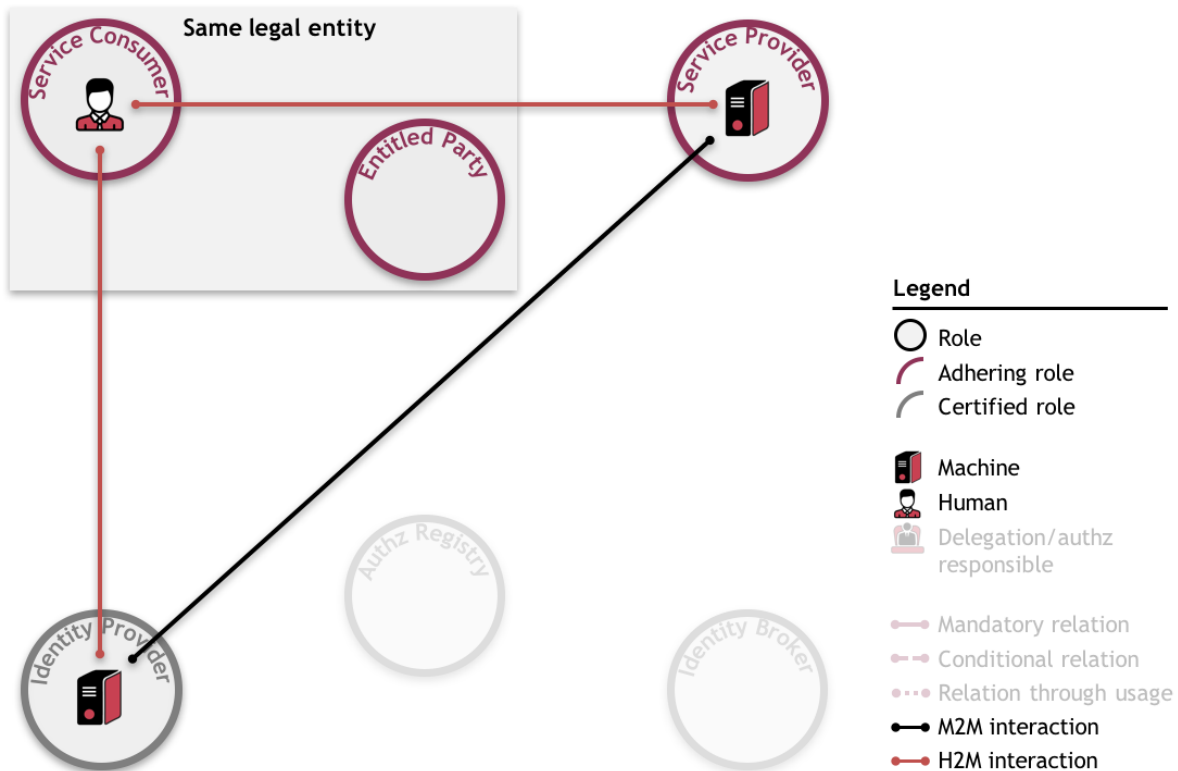 Same legal entity
Service Consumer
Service Provider
Entitled Party
Legend
Role
Adhering role
Certified role
Machine
Human
Delegation/authz
responsible
Authz Registry
Identity Provider
Identity Broker
Mandatory relation
Conditional relation
Relation through usage
M2M interaction
H2M interaction